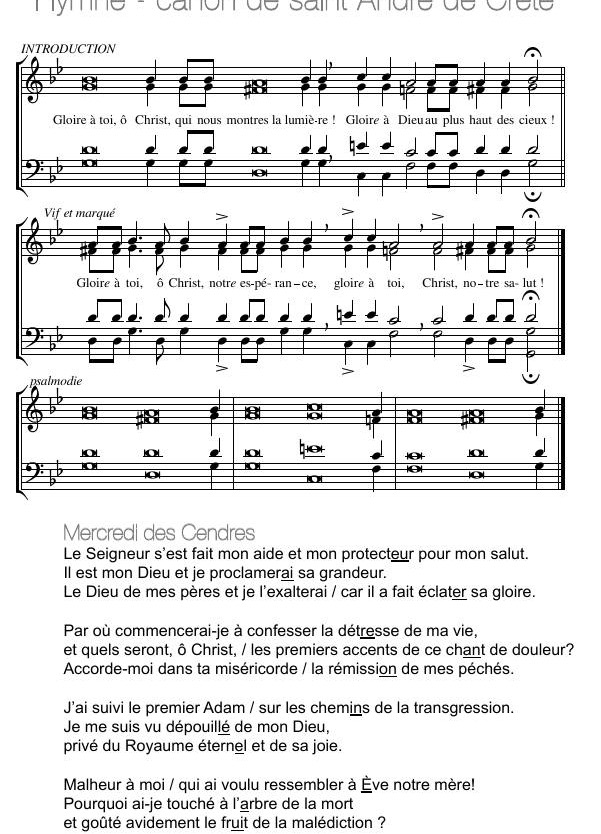 Hymne - canon de saint André de Crète
INTRODUCTION
Gloire à toi, ô Christ, qui nous montres la lumiè-re ! Gloire à Dieu au plus haut des cieux !
Vif et marqué
Gloire à toi, ô Christ, notre es-pé-ran-ce, gloire à toi, Christ, no-tre sa-lut !
psalmodie
Mercredi des Cendres
Le Seigneur s'est fait mon aide et mon protecteur pour mon salut.
Il est mon Dieu et je proclamerai sa grandeur.
Le Dieu de mes pères et je l'exalterai / car il a fait éclater sa gloire.
Par où commencerai-je à confesser la détresse de ma vie,
et quels seront, ô Christ, / les premiers accents de ce chant de douleur?
Accorde-moi dans ta miséricorde / la rémission de mes péchés.
J'ai suivi le premier Adam / sur les chemins de la transgression.
Je me suis vu dépouillé de mon Dieu,
privé du Royaume éternel et de sa joie.
Malheur à moi / qui ai voulu ressembler à Ève notre mère!
Pourquoi ai-je touché à l'arbre de la mort
et goûté avidement le fruit de la malédiction ?